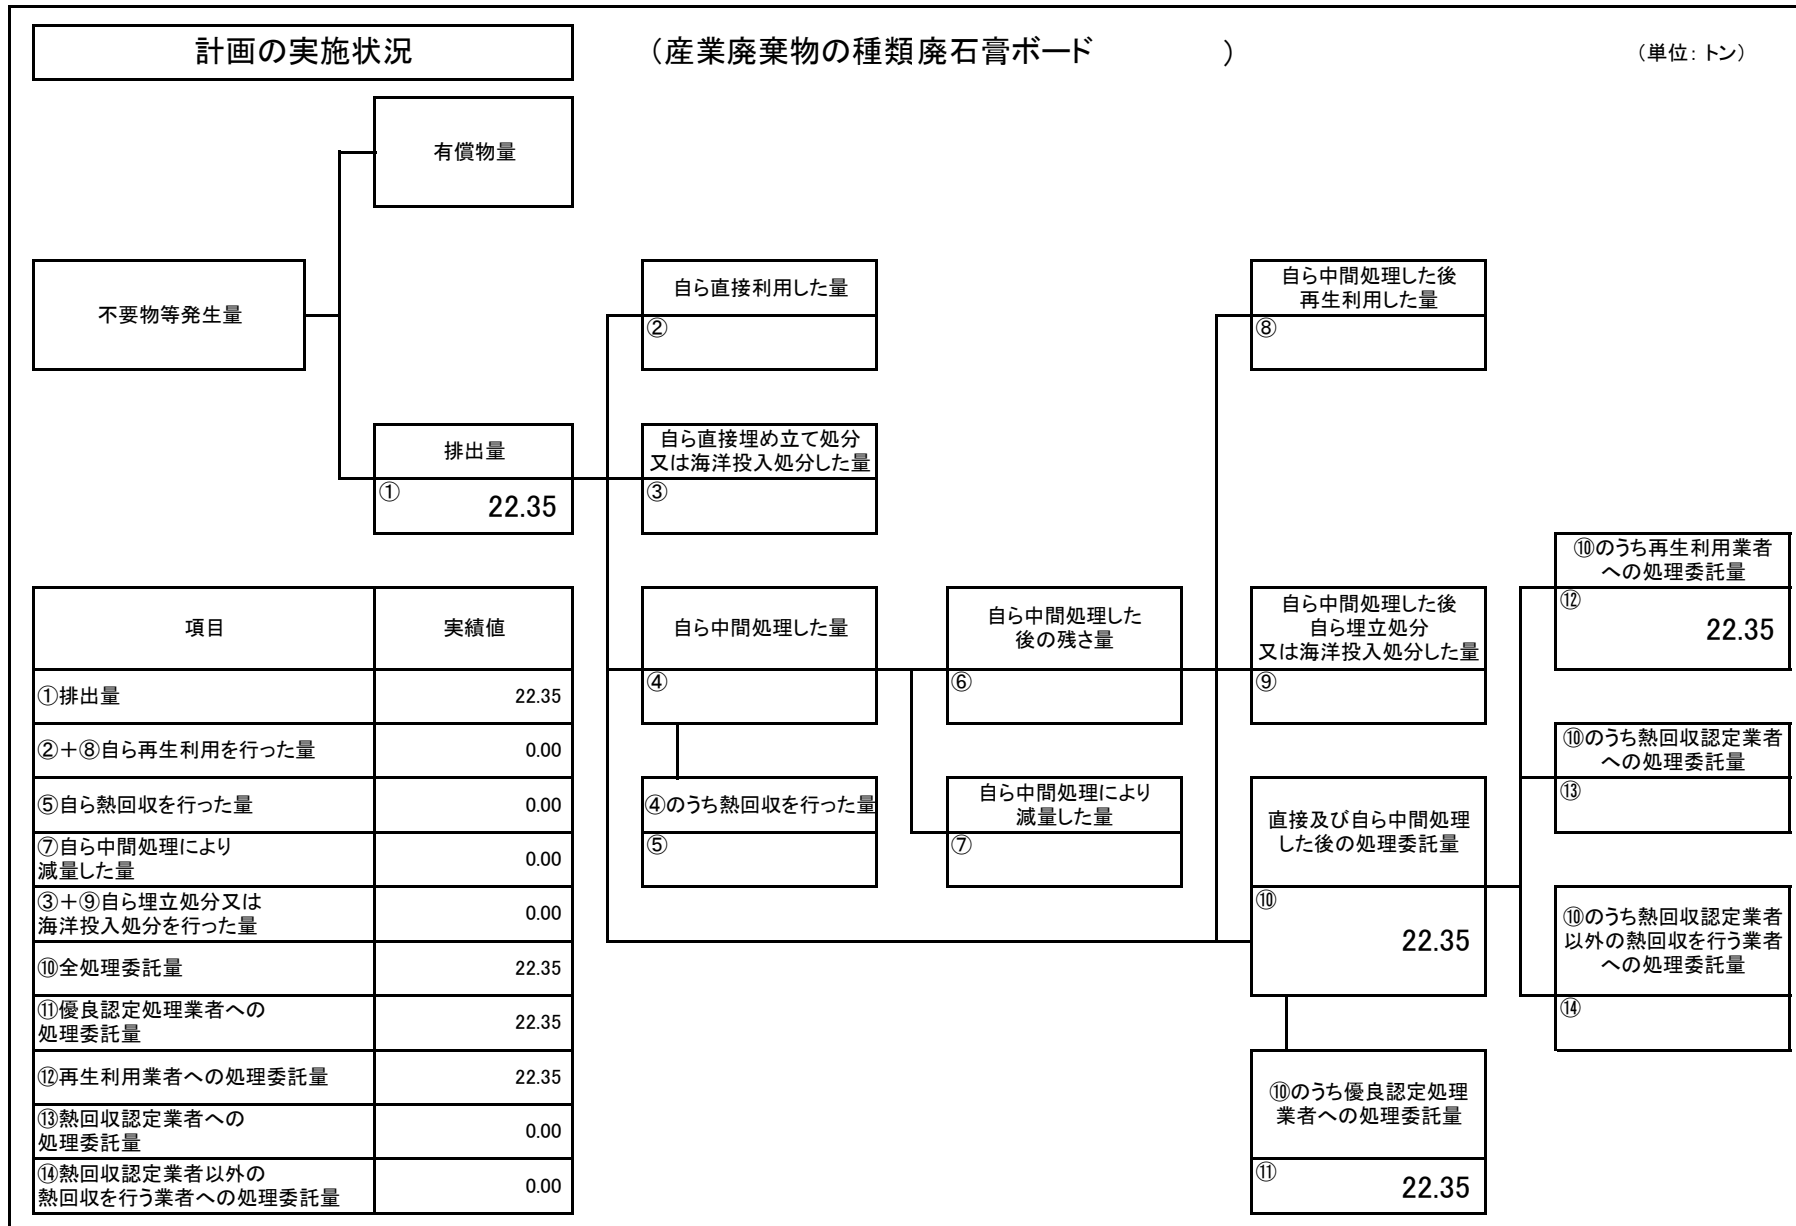 計画の実施状況
（産業廃棄物の種類廃石膏ボード　　　　　）
（単位：トン）
有償物量
不要物等発生量
自ら直接利用した量
②
自ら中間処理した後
再生利用した量
⑧
排出量
① 22.35
自ら直接埋め立て処分
又は海洋投入処分した量
③
⑩のうち再生利用業者
への処理委託量
⑫ 22.35
自ら中間処理した量
④
自ら中間処理した
後の残さ量
⑥
自ら中間処理した後
自ら埋立処分
又は海洋投入処分した量
⑨
⑩のうち熱回収認定業者
への処理委託量
⑬
④のうち熱回収を行った量
⑤
自ら中間処理により
減量した量
⑦
直接及び自ら中間処理
した後の処理委託量
⑩ 22.35
⑩のうち熱回収認定業者
以外の熱回収を行う業者
への処理委託量
⑭
⑩のうち優良認定処理
業者への処理委託量
⑪ 22.35
項目 実績値
①排出量 22.35
②＋⑧自ら再生利用を行った量 0.00
⑤自ら熱回収を行った量 0.00
⑦自ら中間処理により
減量した量 0.00
③＋⑨自ら埋立処分又は
海洋投入処分を行った量 0.00
⑩全処理委託量 22.35
⑪優良認定処理業者への
処理委託量 22.35
⑫再生利用業者への処理委託量 22.35
⑬熱回収認定業者への
処理委託量 0.00
⑭熱回収認定業者以外の
熱回収を行う業者への処理委託量 0.00